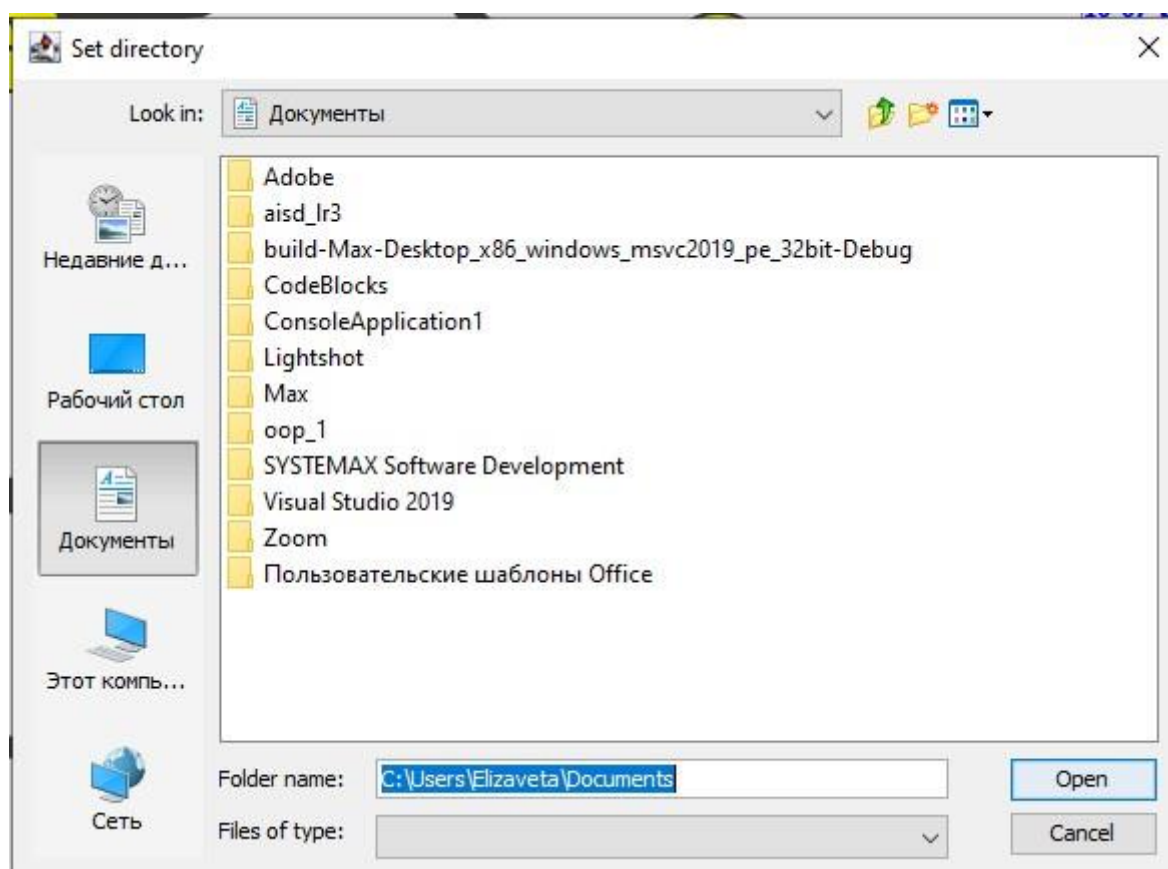 Set directory
Look in:
Документы
Adobe
aisd_lr3
build-Max-Desktop_x86_windows_msvc2019_pe_32bit-Debug
CodeBlocks
ConsoleApplication1
Lightshot
Max
oop_1
SYSTEMAX Software Development
Visual Studio 2019
Zoom
Пользовательские шаблоны Office
Недавние д...
Рабочий стол
Документы
Этот компь...
Сеть
Folder name:
C:\Users\Elizaveta\Documents
Open
Files of type:
Cancel